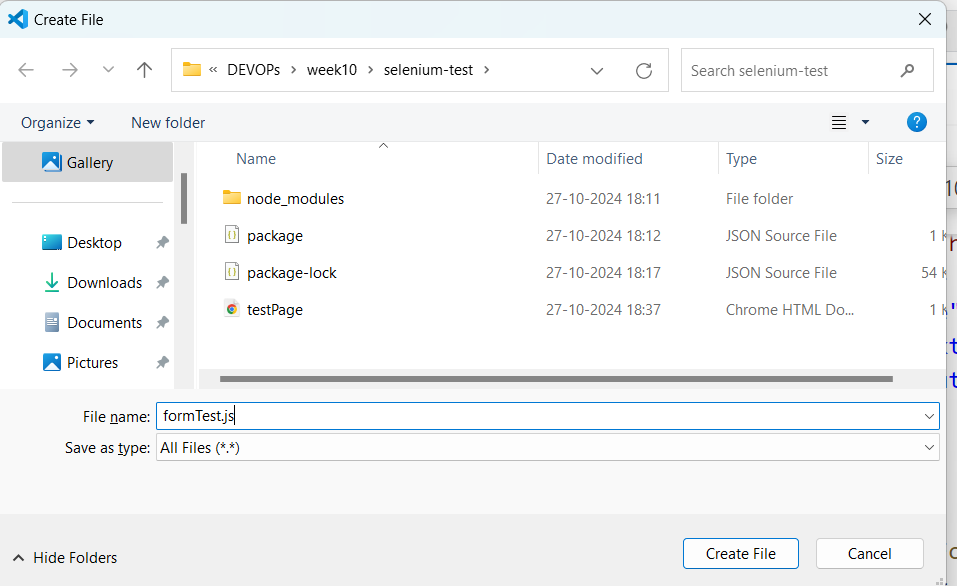 Create File
« DEVOPs > week10 > selenium-test >
Search selenium-test
Organize
New folder
?
Gallery
Desktop
Downloads
Documents
Pictures
Name Date modified Type Size
node_modules 27-10-2024 18:11 File folder
package 27-10-2024 18:12 JSON Source File 1 K
package-lock 27-10-2024 18:17 JSON Source File 54 K
testPage 27-10-2024 18:37 Chrome HTML Do... 1 K
File name: formTest.js
Save as type: All Files (*.*)
Hide Folders
Create File
Cancel